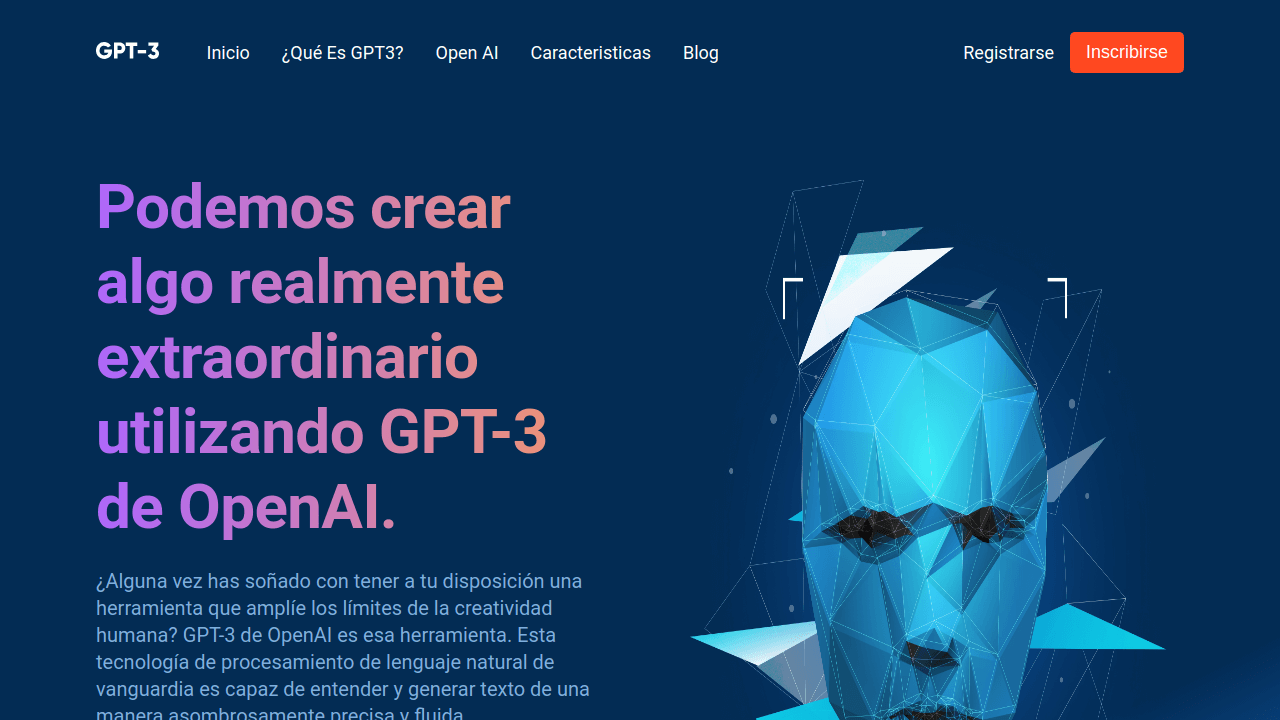 GPT-3
Inicio
¿Qué Es GPT3?
Open AI
Caracteristicas
Blog
Registrarse
Inscribirse
Podemos crear
algo realmente
extraordinario
utilizando GPT-3
de OpenAI.
¿Alguna vez has soñado con tener a tu disposición una
herramienta que amplíe los límites de la creatividad
humana? GPT-3 de OpenAI es esa herramienta. Esta
tecnología de procesamiento de lenguaje natural de
vanguardia es capaz de entender y generar texto de una
manera asombrosamente precisa y fluida.